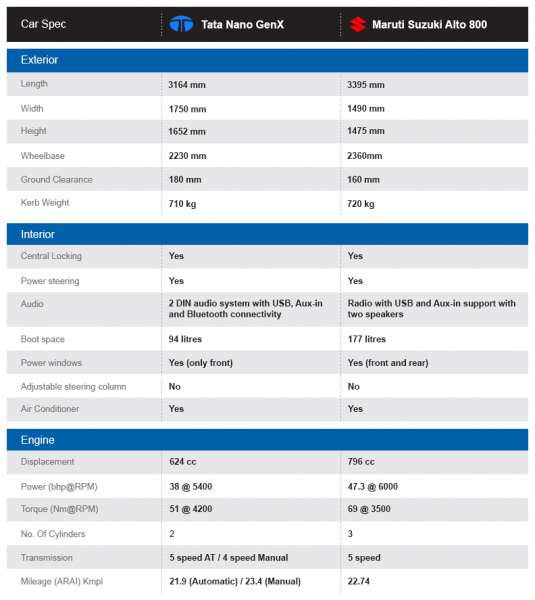 Car Spec Tata Nano GenX Maruti Suzuki Alto 800
Exterior
Length 3164 mm 3395 mm
Width 1750 mm 1490 mm
Height 1652 mm 1475 mm
Wheelbase 2230 mm 2360mm
Ground Clearance 180 mm 160 mm
Kerb Weight 710 kg 720 kg
Interior
Central Locking Yes Yes
Power steering Yes Yes
Audio 2 DIN audio system with USB, Aux-in Radio with USB and Aux-in support with
and Bluetooth connectivity two speakers
Boot space 94 litres 177 litres
Power windows Yes (only front) Yes (front and rear)
Adjustable steering column No No
Air Conditioner Yes Yes
Engine
Displacement 624 cc 796 cc
Power (bhp@RPM) 38 @ 5400 47.3 @ 6000
Torque (Nm@RPM) 51 @ 4200 69 @ 3500
No. Of Cylinders 2 3
Transmission 5 speed AT / 4 speed Manual 5 speed
Mileage (ARAI) Kmpl 21.9 (Automatic) / 23.4 (Manual) 22.74